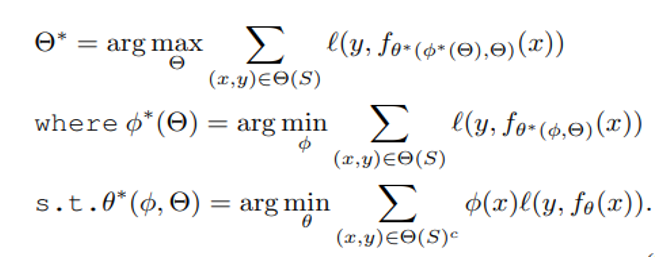 Θ* = arg max_Θ ∑_{(x,y)∈Θ(S)} ℓ(y, f_{θ*(ϕ*(Θ),Θ)}(x))
where ϕ*(Θ) = arg min_ϕ ∑_{(x,y)∈Θ(S)} ℓ(y, f_{θ*(ϕ,Θ)}(x))
s.t. θ*(ϕ, Θ) = arg min_θ ∑_{(x,y)∈Θ(S)^c} ϕ(x)ℓ(y, f_θ(x)).